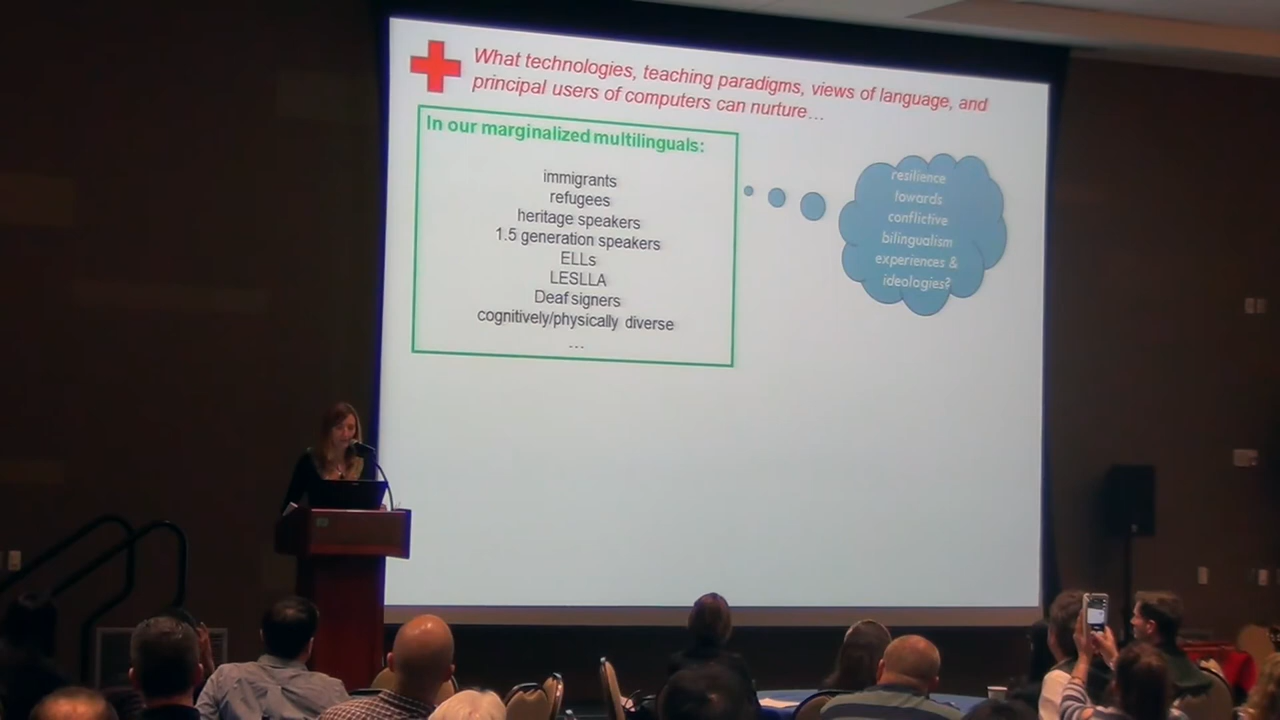 What technologies, teaching paradigms, views of language, and
principal users of computers can nurture…
In our marginalized multilinguals:
immigrants
refugees
heritage speakers
1.5 generation speakers
ELLs
LESLLA
Deaf signers
cognitively/physically diverse
…
resilience
towards
conflictive
bilingualism
experiences &
ideologies?